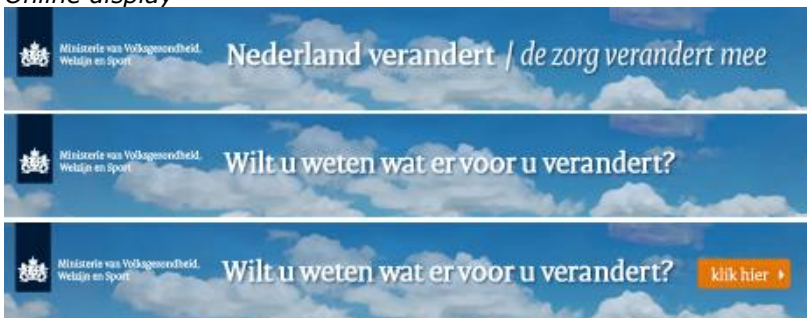 Online display
Ministerie van Volksgezondheid,
Welzijn en Sport
Nederland verandert / de zorg verandert mee
Ministerie van Volksgezondheid,
Welzijn en Sport
Wilt u weten wat er voor u verandert?
Ministerie van Volksgezondheid,
Welzijn en Sport
Wilt u weten wat er voor u verandert?
klik hier